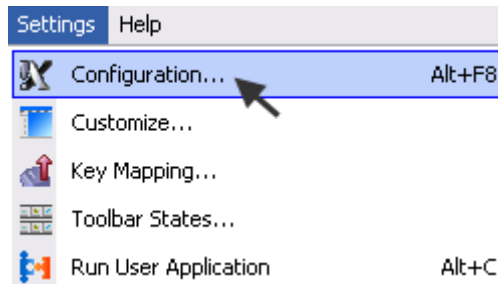 Settings Help
Configuration... Alt+F8
Customize...
Key Mapping...
Toolbar States...
Run User Application Alt+C